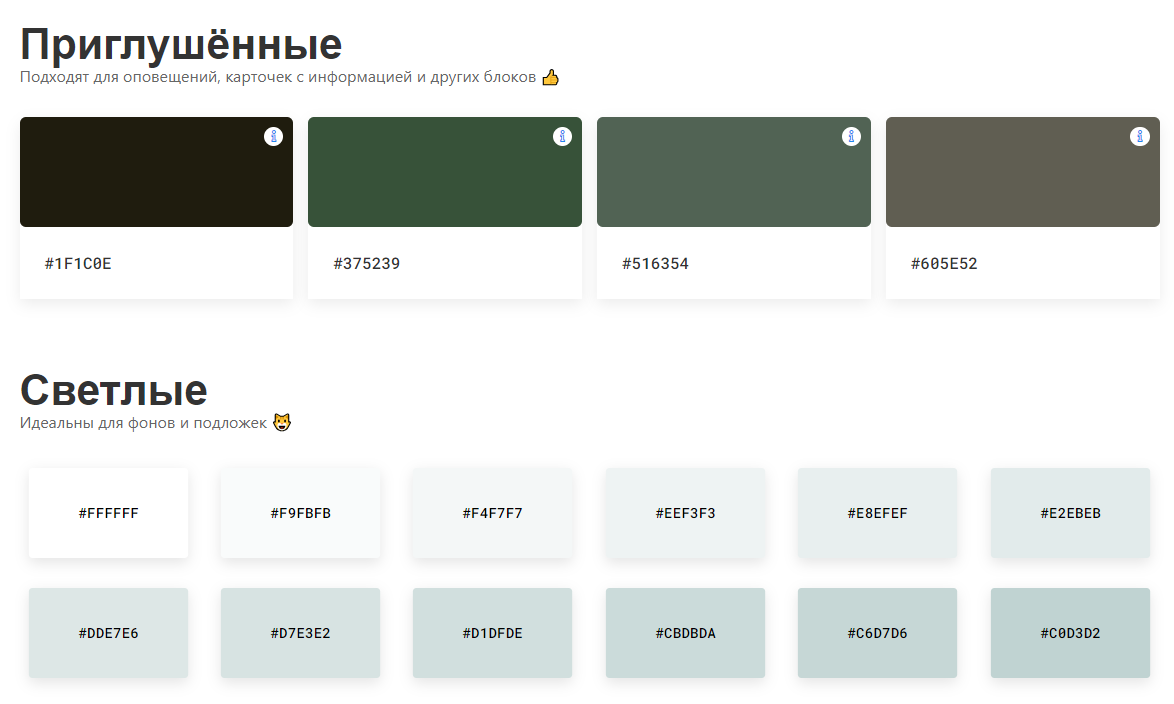 Приглушённые
Подходят для оповещений, карточек с информацией и других блоков 👍
#1F1C0E #375239 #516354 #605E52
Светлые
Идеальны для фонов и подложек 😺
#FFFFFF #F9FBFB #F4F7F7 #EEF3F3 #E8EFEF #E2EBEB
#DDE7E6 #D7E3E2 #D1DFDE #CBDBDA #C6D7D6 #C0D3D2